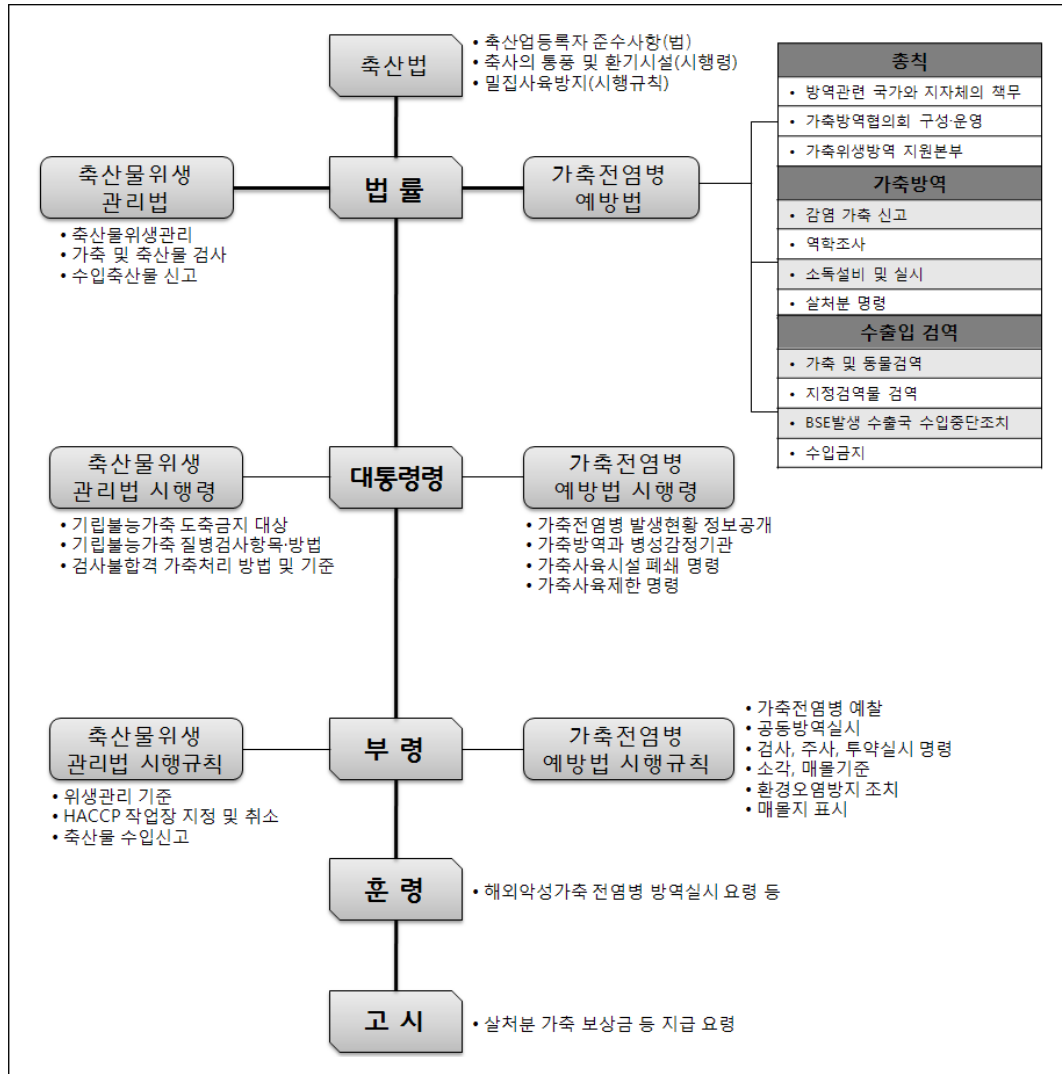 축산법
• 축산업등록자 준수사항(법)
• 축사의 통풍 및 환기시설(시행령)
• 밀집사육방지(시행규칙)
축산물위생
관리법
• 축산물위생관리
• 가축 및 축산물 검사
• 수입축산물 신고
법 률
가축전염병
예방법
총칙
• 방역관련 국가와 지자체의 책무
• 가축방역협의회 구성·운영
• 가축위생방역 지원본부
가축방역
• 감염 가축 신고
• 역학조사
• 소독설비 및 실시
• 살처분 명령
수출입 검역
• 가축 및 동물검역
• 지정검역물 검역
• BSE발생 수출국 수입중단조치
• 수입금지
축산물위생
관리법 시행령
• 기립불능가축 도축금지 대상
• 기립불능가축 질병검사항목·방법
• 검사불합격 가축처리 방법 및 기준
대통령령
가축전염병
예방법 시행령
• 가축전염병 발생현황 정보공개
• 가축방역과 병성감정기관
• 가축사육시설 폐쇄 명령
• 가축사육제한 명령
축산물위생
관리법 시행규칙
• 위생관리 기준
• HACCP 작업장 지정 및 취소
• 축산물 수입신고
부 령
가축전염병
예방법 시행규칙
• 가축전염병 예찰
• 공동방역실시
• 검사, 주사, 투약실시 명령
• 소각, 매몰기준
• 환경오염방지 조치
• 매몰지 표시
훈 령
• 해외악성가축 전염병 방역실시 요령 등
고 시
• 살처분 가축 보상금 등 지급 요령